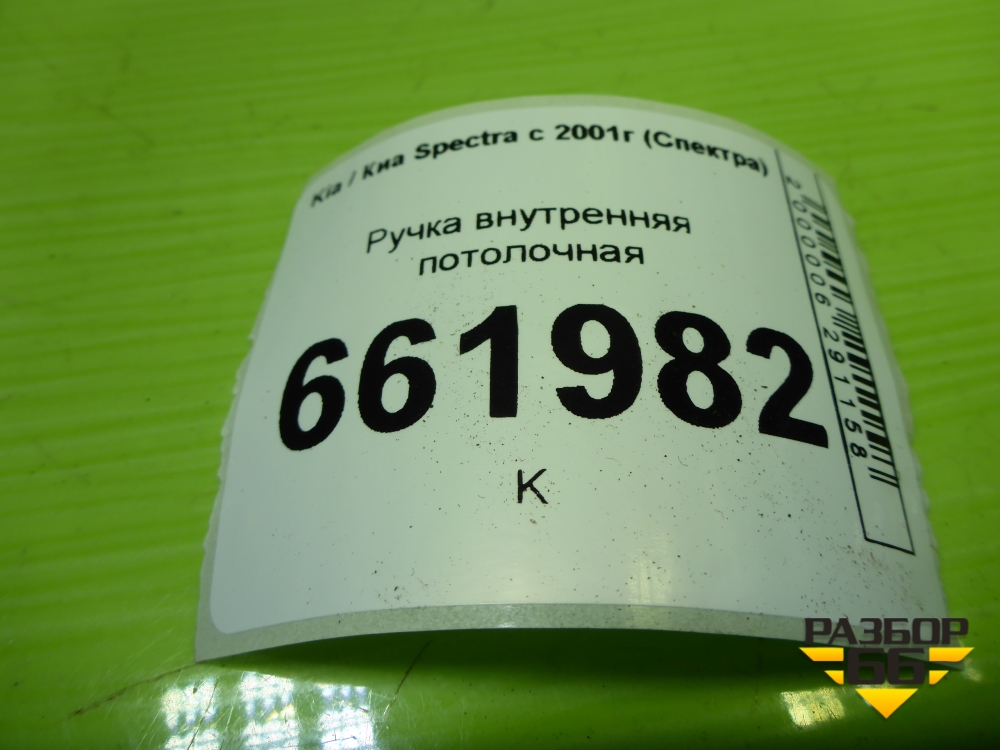 Kia / Киа Spectra с 2001г (Спектра)
Ручка внутренняя
потолочная
661982
К
2000006291158
РАЗБОР
66